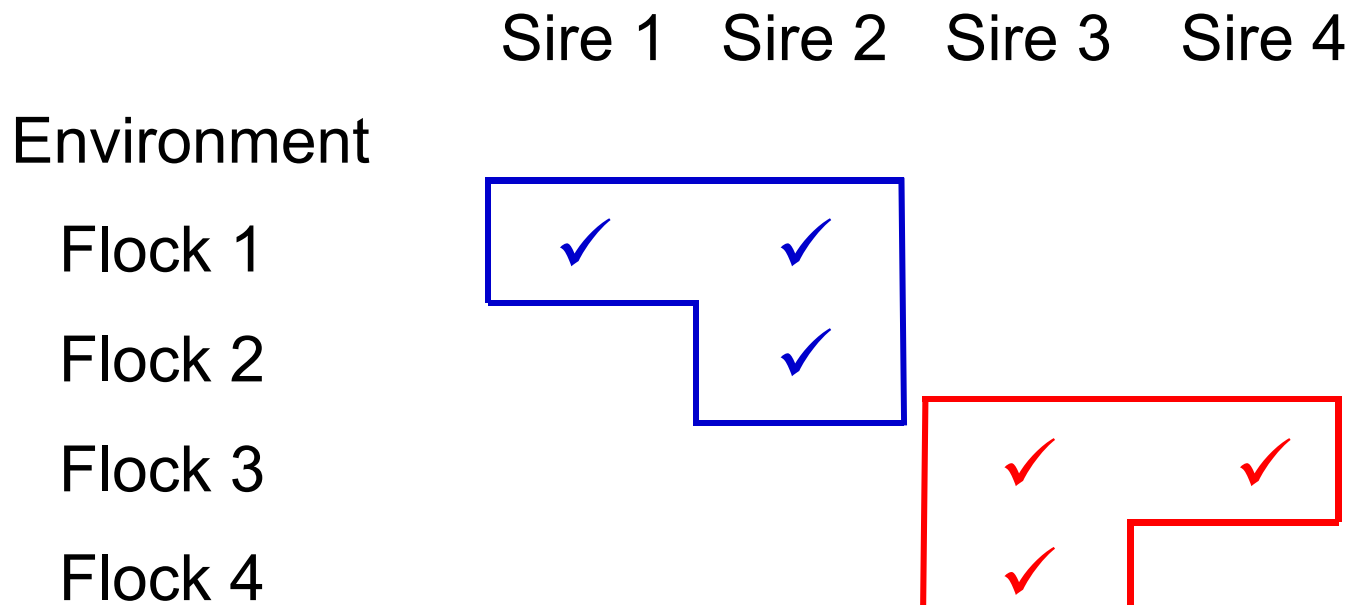 Sire 1 Sire 2 Sire 3 Sire 4
Environment
Flock 1 ✓ ✓
Flock 2 ✓
Flock 3 ✓ ✓
Flock 4 ✓